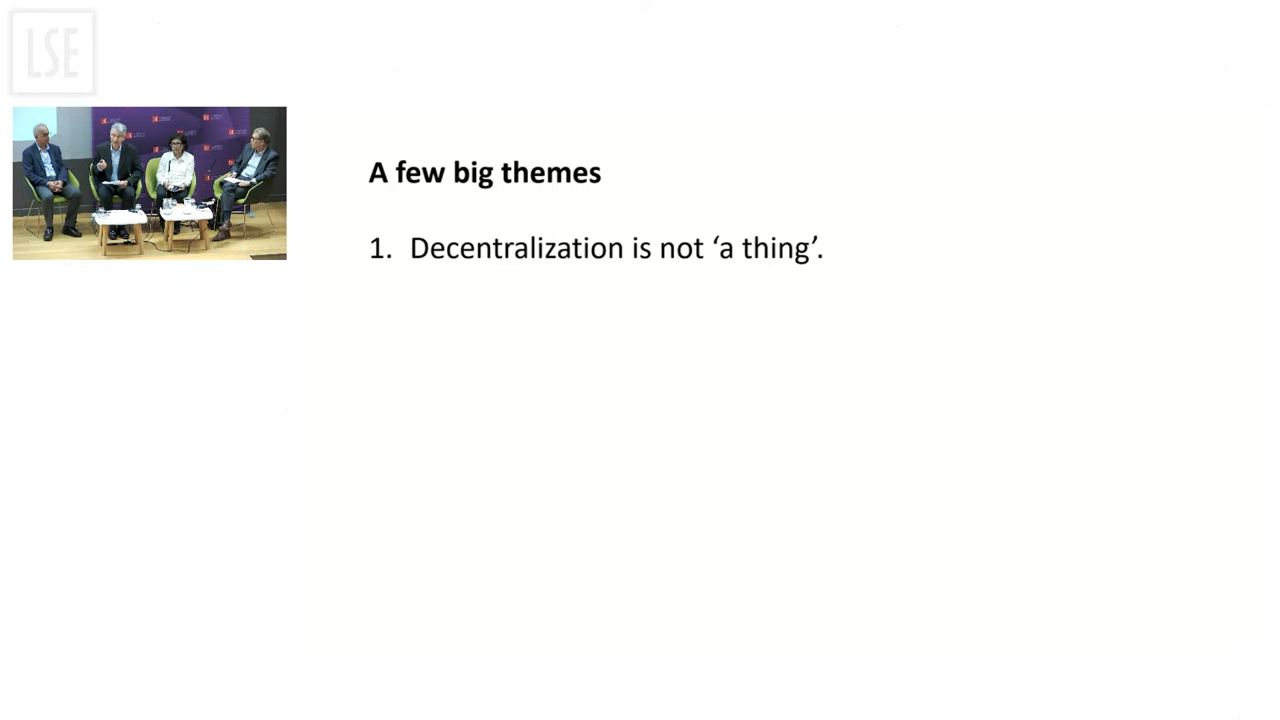 LSE
A few big themes
1. Decentralization is not ‘a thing’.